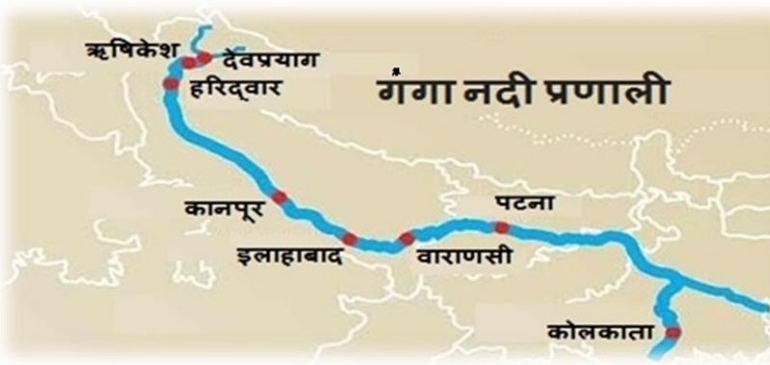 ऋषिकेश
देवप्रयाग
हरिद्वार
गंगा नदी प्रणाली
कानपूर
पटना
इलाहाबाद
वाराणसी
कोलकाता